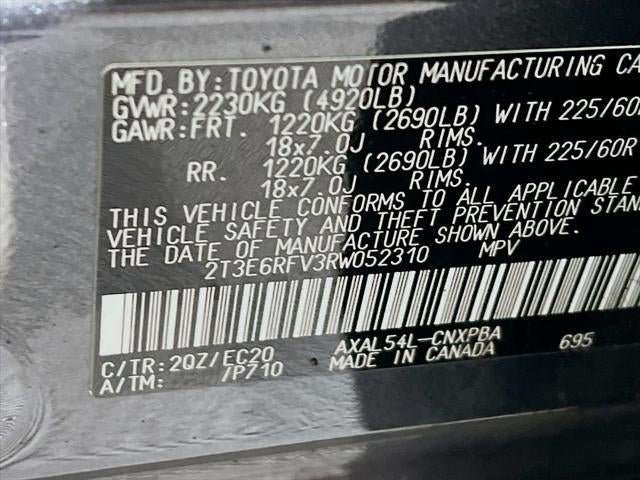 MFD. BY: TOYOTA MOTOR MANUFACTURING CA
GVWR: 2230KG (4920LB)
GAWR: FRT. 1220KG (2690LB) WITH 225/60
18x7.0J RIMS.
RR. 1220KG (2690LB) WITH 225/60R
18x7.0J RIMS.
THIS VEHICLE CONFORMS TO ALL APPLICABLE
VEHICLE SAFETY AND THEFT PREVENTION STAN
THE DATE OF MANUFACTURE SHOWN ABOVE.
2T3E6RFV3RW052310 MPV
C/TR: 2QZ/EC20 AXAL54L-CNXPBA 695
A/TM: /P710 MADE IN CANADA